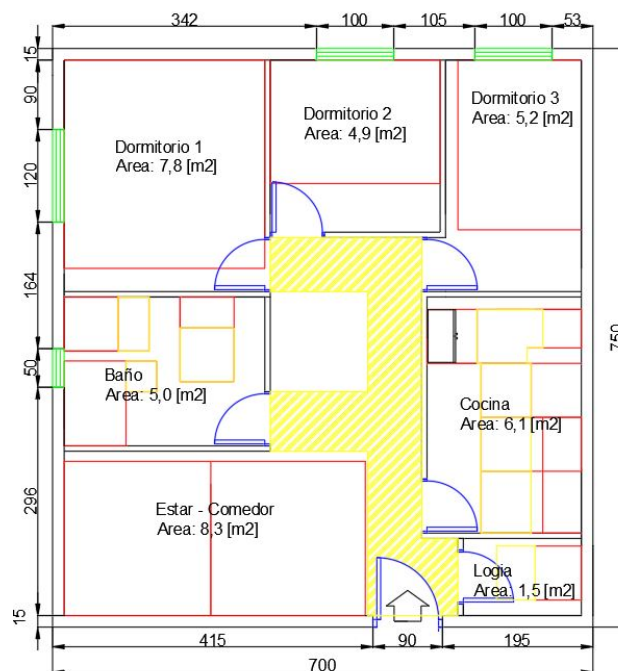 342
100
105
100
53
15
90
120
164
50
296
15
Dormitorio 1
Area: 7,8 [m2]
Dormitorio 2
Area: 4,9 [m2]
Dormitorio 3
Area: 5,2 [m2]
Baño
Area: 5,0 [m2]
Cocina
Area: 6,1 [m2]
Estar - Comedor
Area: 8,3 [m2]
Logia
Area: 1,5 [m2]
750
415
90
195
700